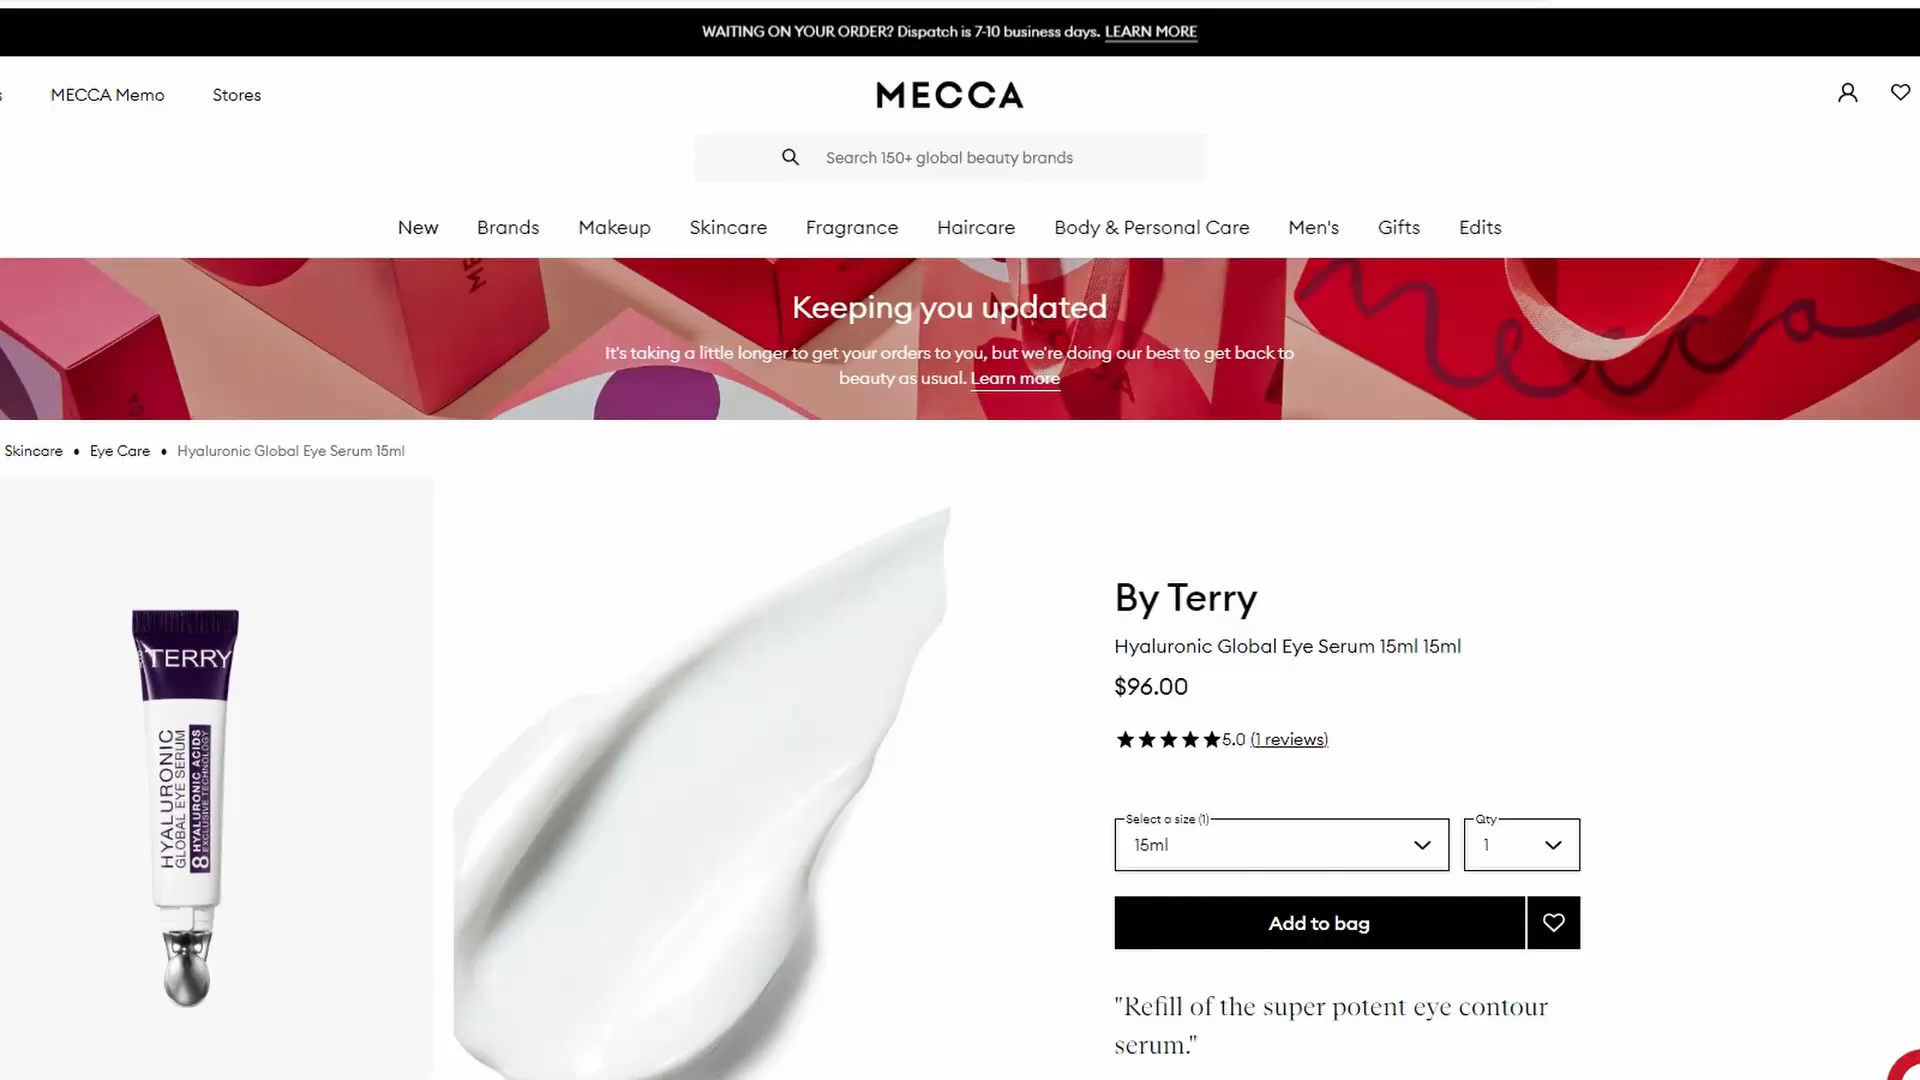 WAITING ON YOUR ORDER? Dispatch is 7-10 business days. LEARN MORE
MECCA Memo
Stores
MECCA
Search 150+ global beauty brands
New
Brands
Makeup
Skincare
Fragrance
Haircare
Body & Personal Care
Men's
Gifts
Edits
Keeping you updated
It's taking a little longer to get your orders to you, but we're doing our best to get back to
beauty as usual. Learn more
mecca
Skincare • Eye Care • Hyaluronic Global Eye Serum 15ml
TERRY
HYALURONIC
GLOBAL EYE SERUM
8 HYALURONIC ACIDS
EXCLUSIVE TECHNOLOGY
By Terry
Hyaluronic Global Eye Serum 15ml 15ml
$96.00
5.0 (1 reviews)
Select a size (1)
15ml
Qty
1
Add to bag
"Refill of the super potent eye contour
serum."